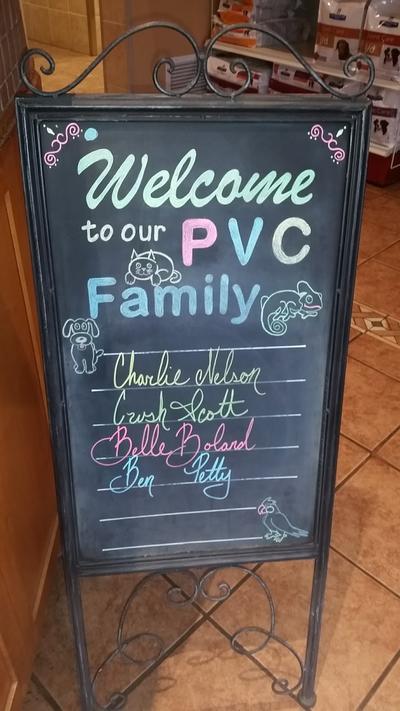 Welcome
to our PVC
Family
Charlie Nelson
Crush Scott
Belle Boland
Ben Petty